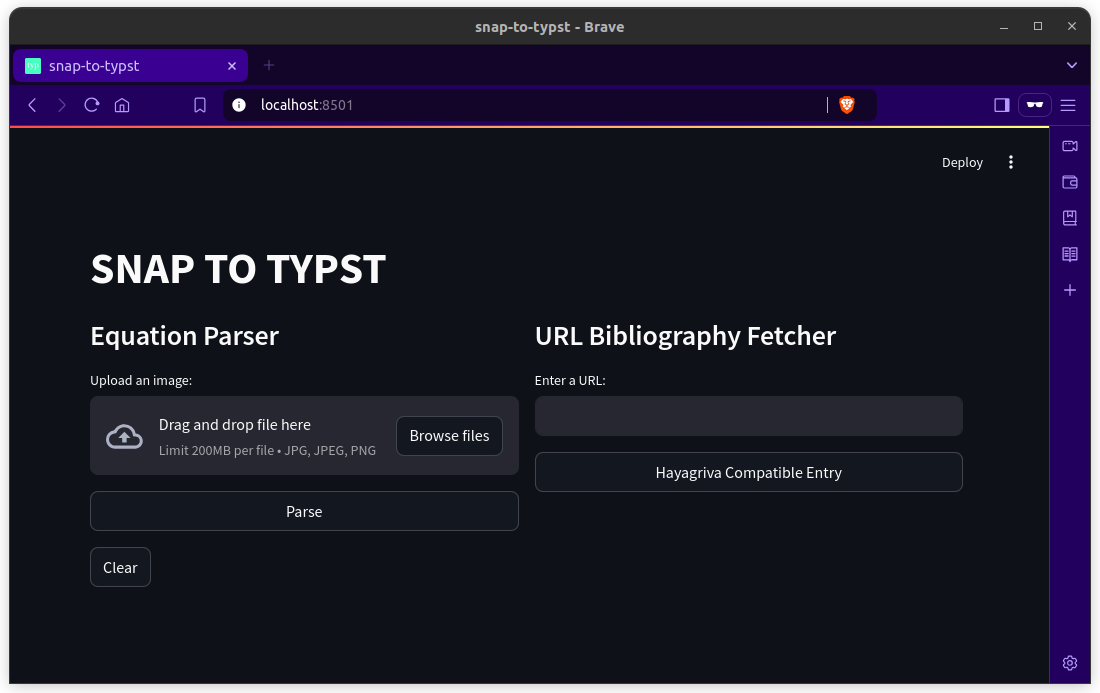 snap-to-typst - Brave
snap-to-typst
localhost:8501
Deploy
SNAP TO TYPST
Equation Parser
Upload an image:
Drag and drop file here
Limit 200MB per file • JPG, JPEG, PNG
Browse files
Parse
Clear
URL Bibliography Fetcher
Enter a URL:
Hayagriva Compatible Entry